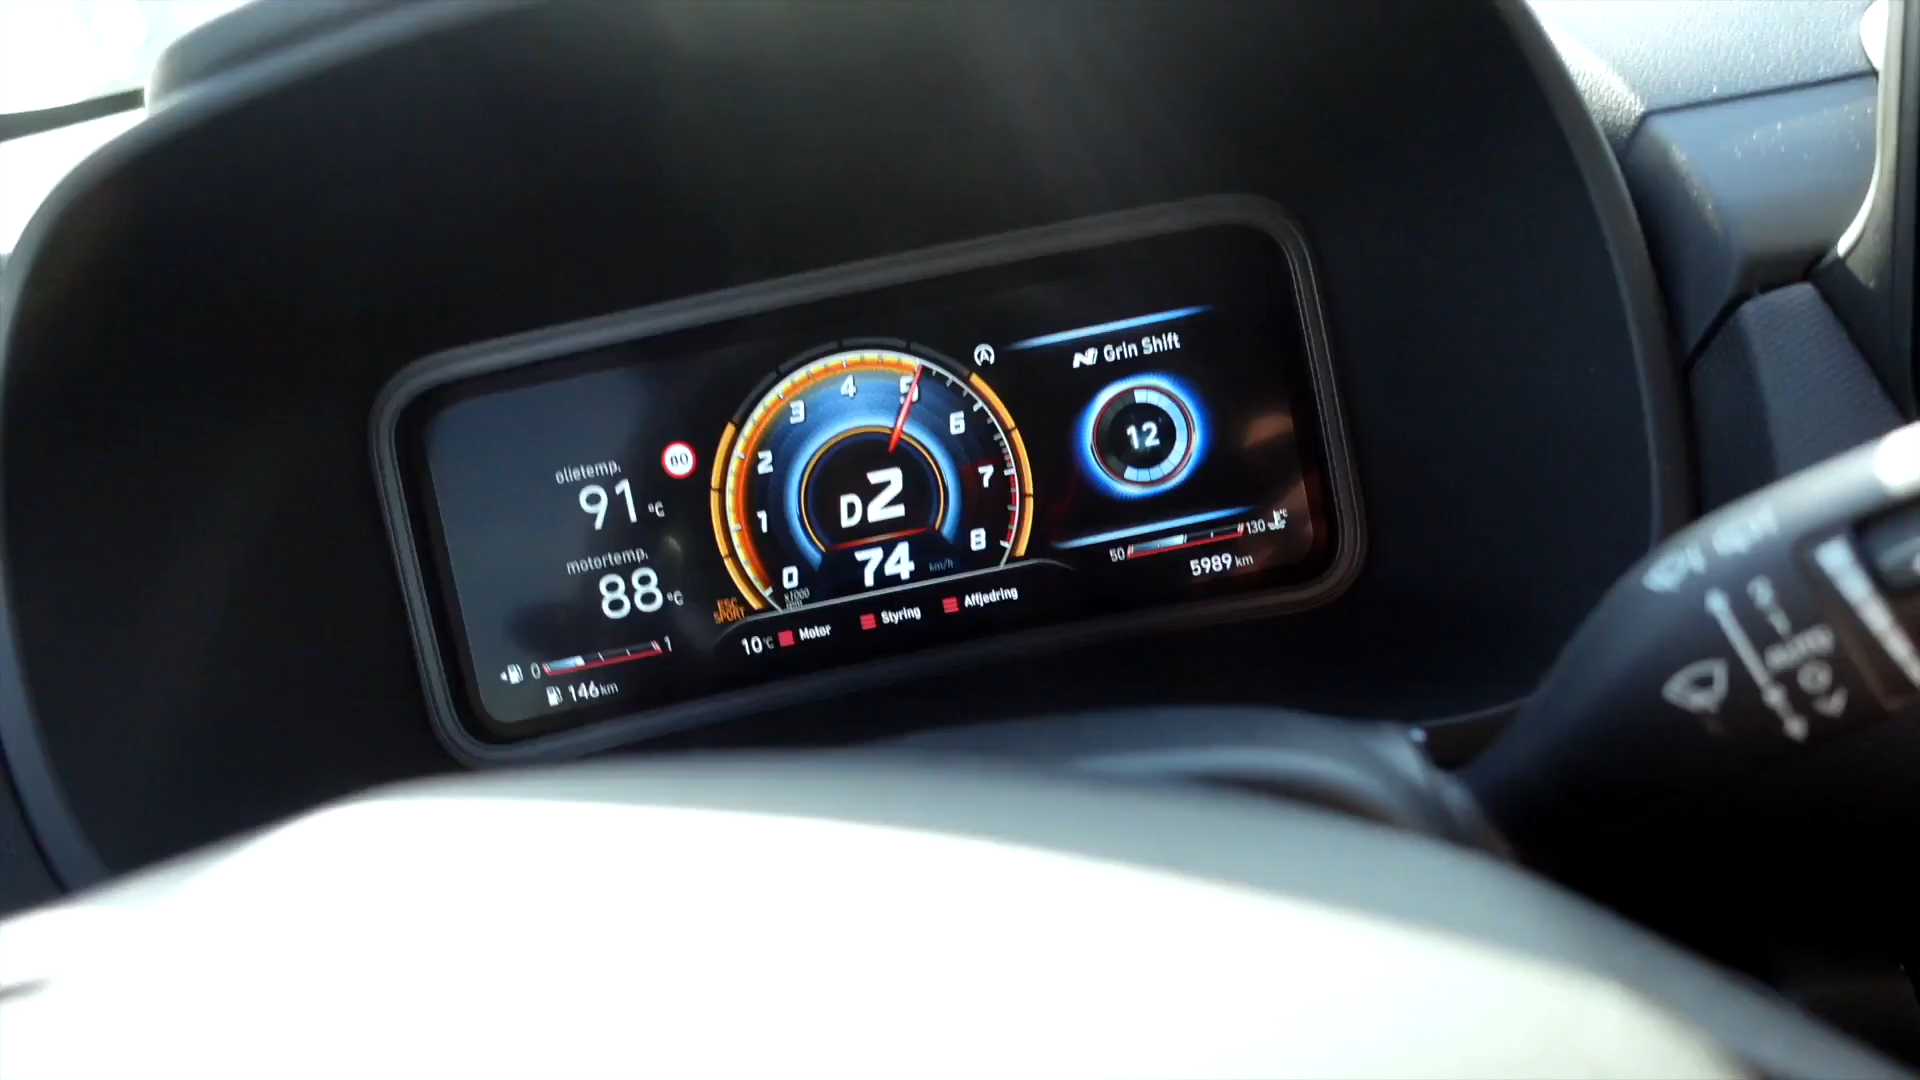 N Grin Shift
12
olietemp.
91 °C
80
motortemp.
88 °C
0 1
146 km
0 1 2 3 4 5 6 7 8
x1000 rpm
D2
74 km/h
ESC SPORT
10°C Motor Styring Affjedring
50 130 °C
5989 km
AUTO